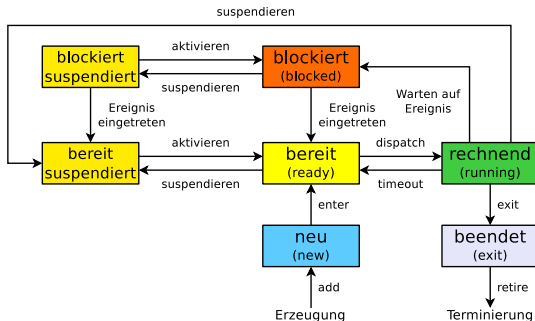 suspendieren
blockiert
suspendiert
aktivieren
suspendieren
blockiert
(blocked)
Warten auf
Ereignis
Ereignis
eingetreten
Ereignis
eingetreten
bereit
suspendiert
aktivieren
suspendieren
bereit
(ready)
dispatch
timeout
rechnend
(running)
enter
exit
neu
(new)
beendet
(exit)
add
retire
Erzeugung
Terminierung